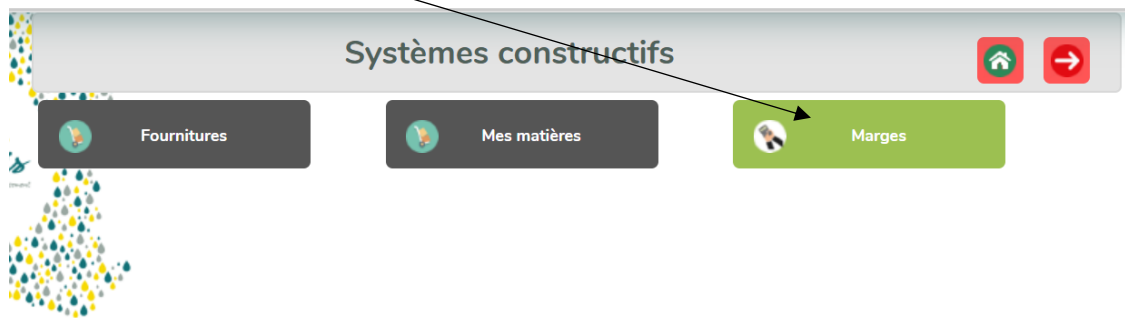 Systèmes constructifs
Fournitures
Mes matières
Marges